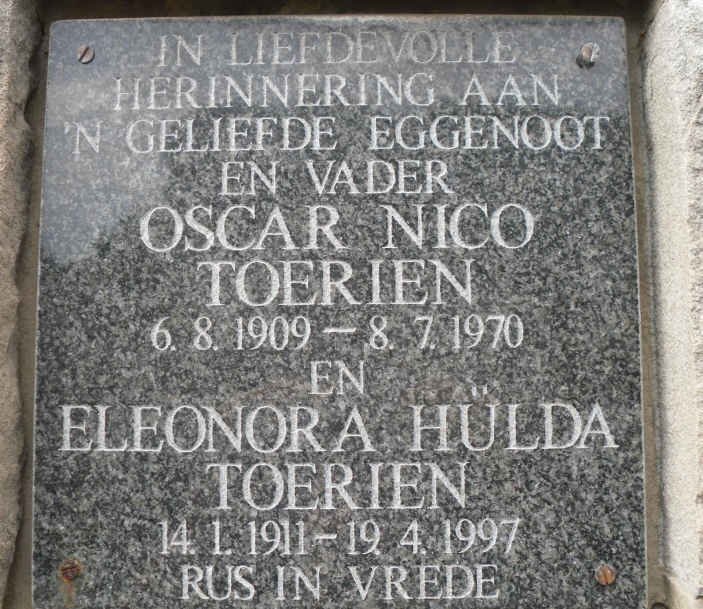 IN LIEFDEVOLLE
HERINNERING AAN
'N GELIEFDE EGGENOOT
EN VADER
OSCAR NICO
TOERIEN
6. 8. 1909 – 8. 7. 1970
EN
ELEONORA HÜLDA
TOERIEN
14. 1. 1911 – 19. 4. 1997
RUS IN VREDE